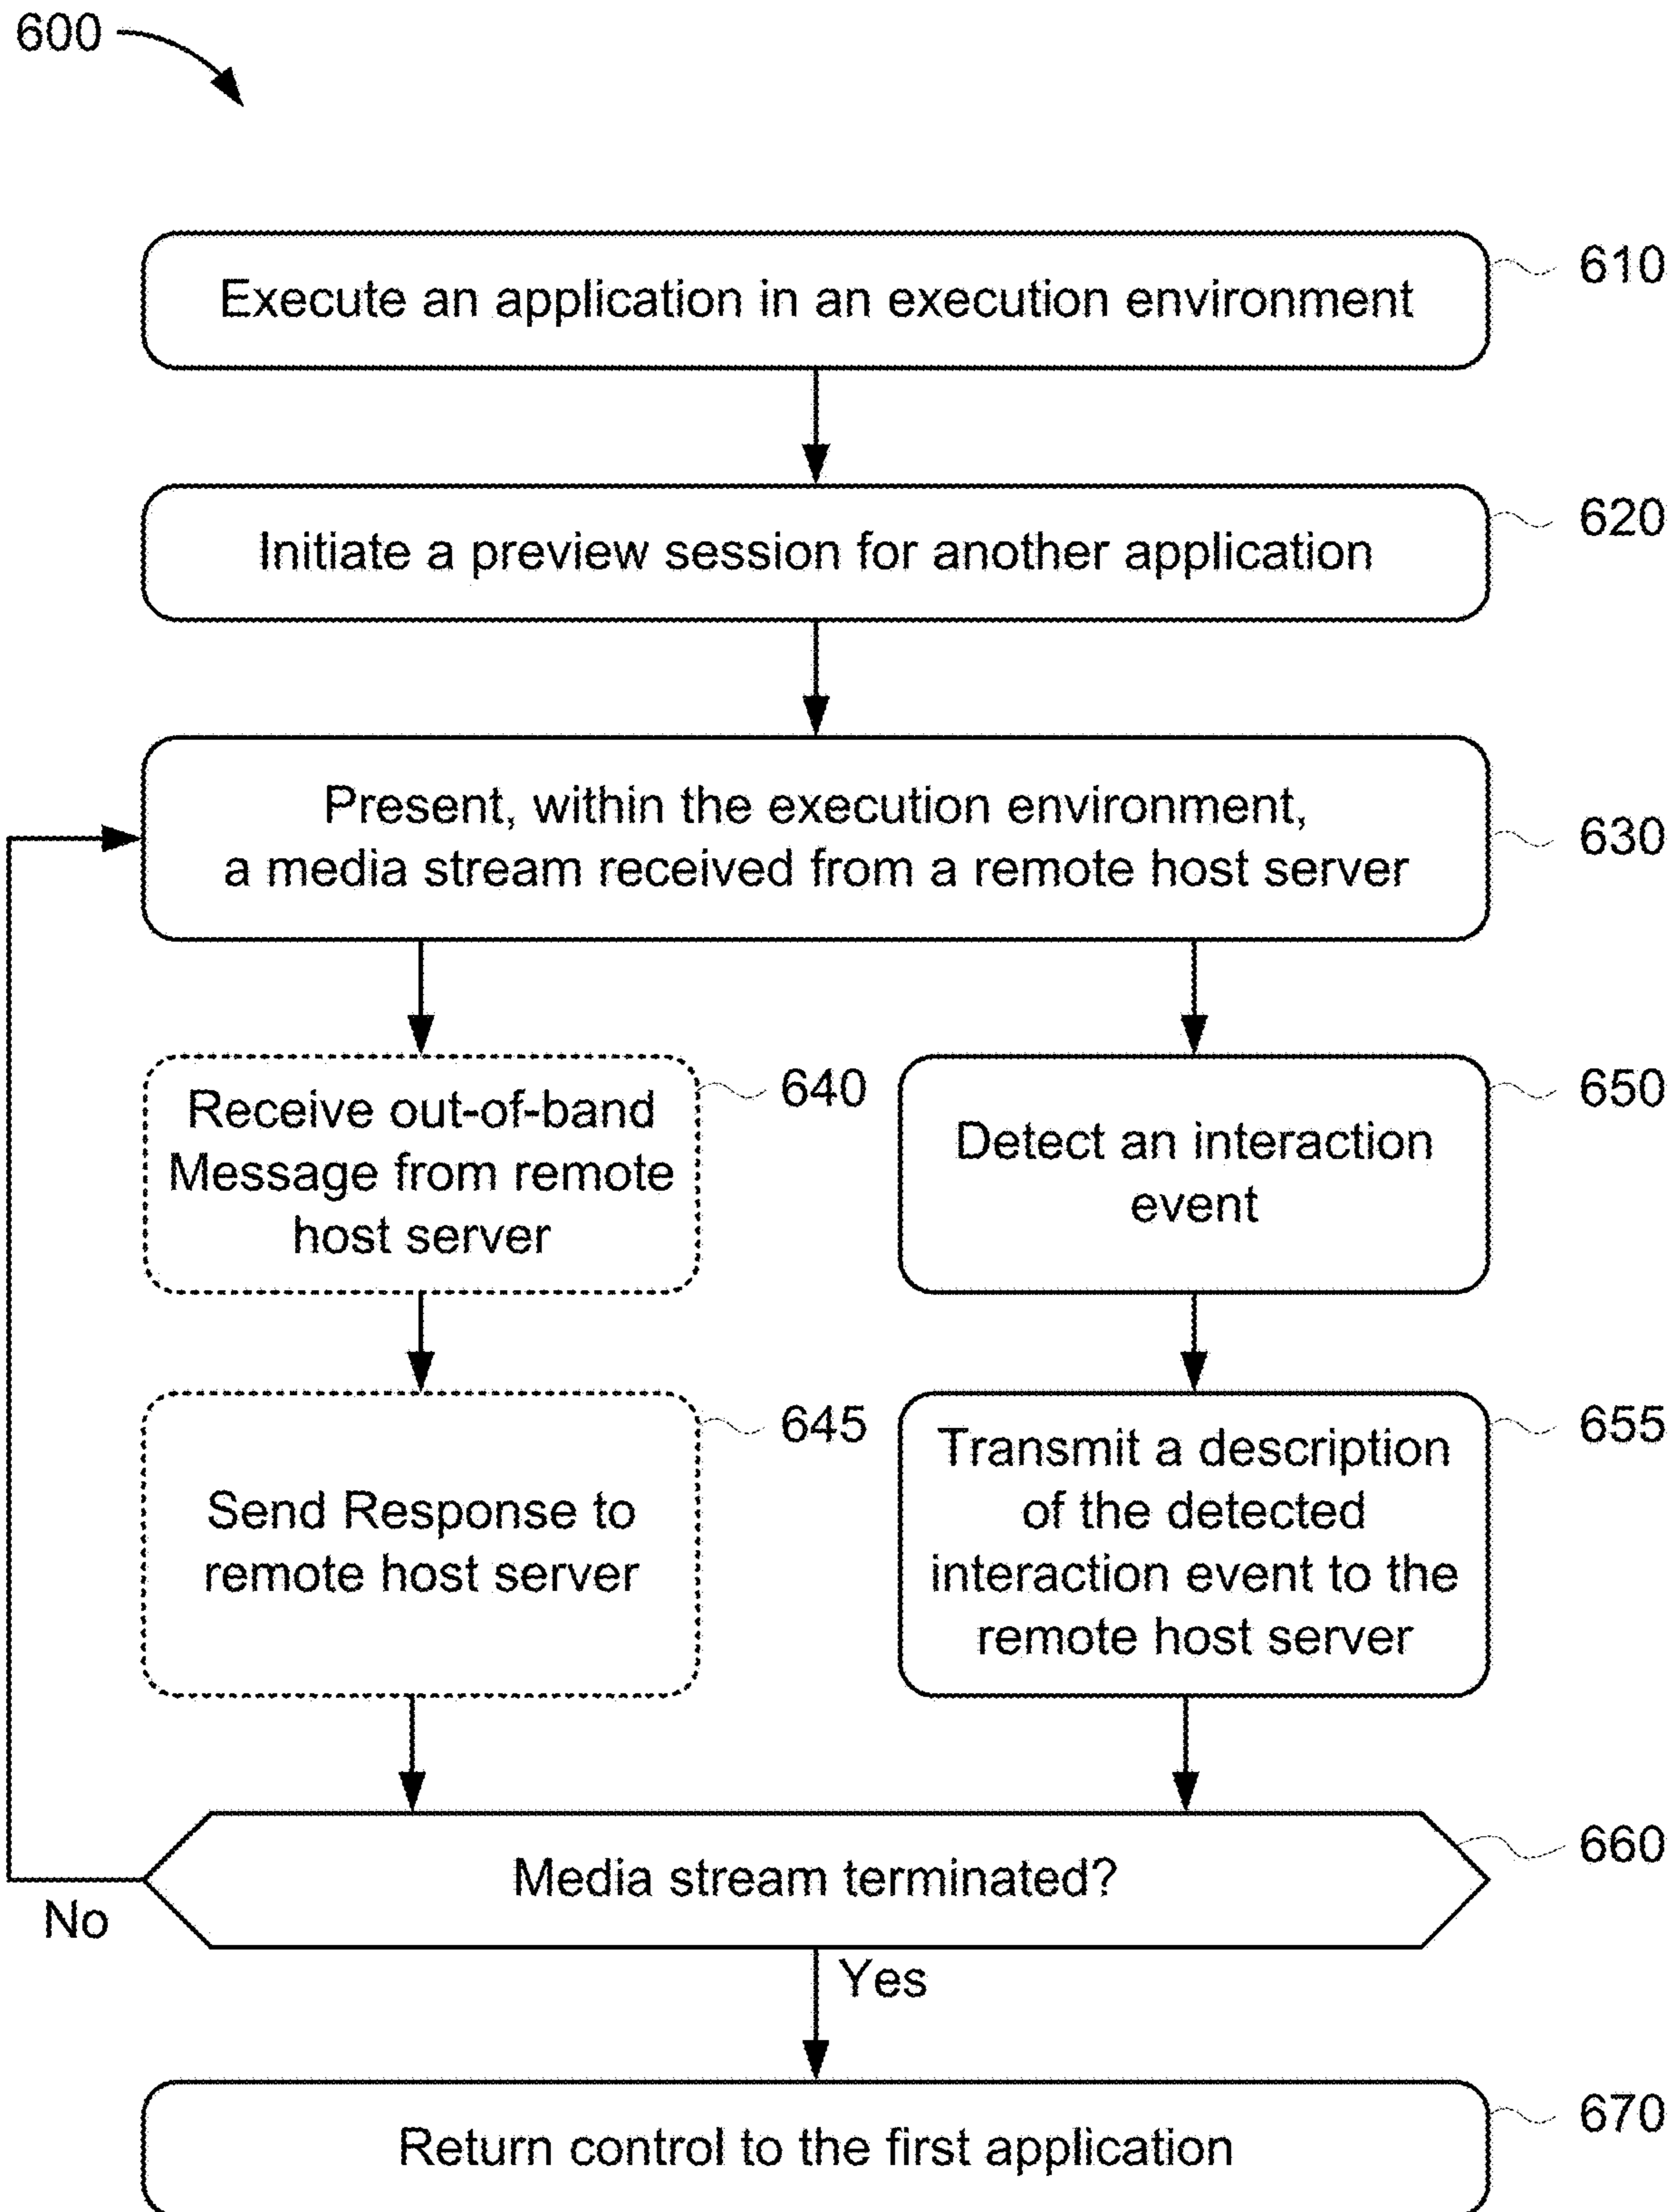 600
Execute an application in an execution environment
610
Initiate a preview session for another application
620
Present, within the execution environment,
a media stream received from a remote host server
630
Receive out-of-band
Message from remote
host server
640
Detect an interaction
event
650
Send Response to
remote host server
645
Transmit a description
of the detected
interaction event to the
remote host server
655
Media stream terminated?
660
No
Yes
Return control to the first application
670